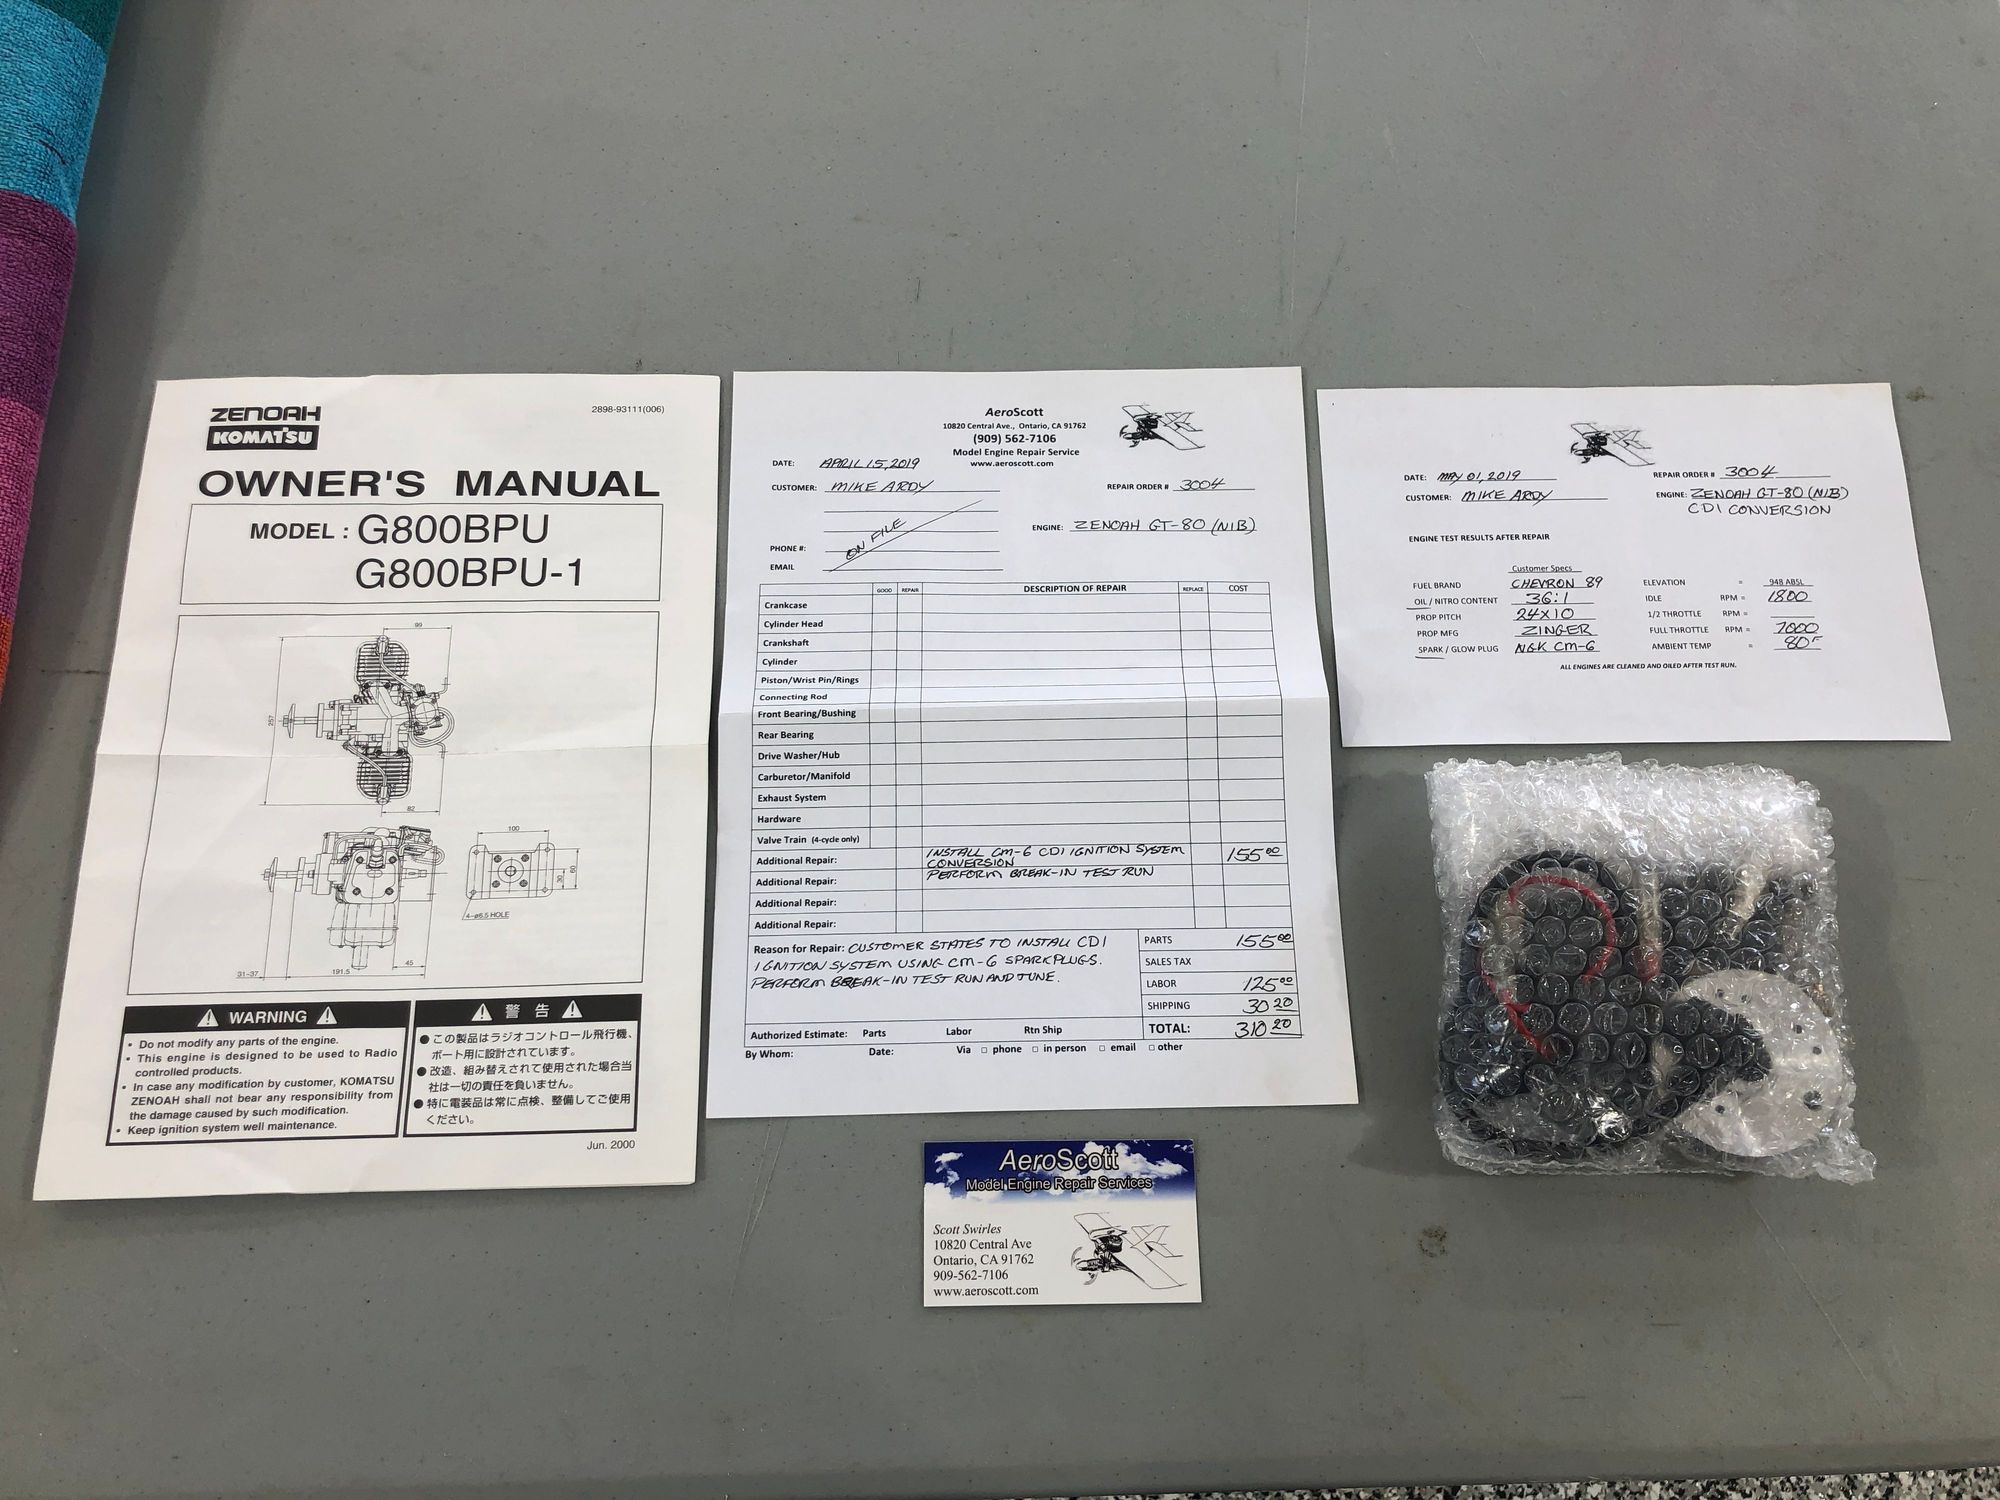 ZENOAH
KOMATSU
2898-93111(006)
OWNER'S MANUAL
MODEL : G800BPU
G800BPU-1
99
257
82
100
30
60
4-ø6.5 HOLE
31-37
191.5
45
WARNING
• Do not modify any parts of the engine.
• This engine is designed to be used to Radio
controlled products.
• In case any modification by customer, KOMATSU
ZENOAH shall not bear any responsibility from
the damage caused by such modification.
• Keep ignition system well maintenance.
警告
● この製品はラジオコントロール飛行機、
ボート用に設計されています。
● 改造、組み替えされて使用された場合当
社は一切の責任を負いません。
● 特に電装品は常に点検、整備してご使用
ください。
Jun. 2000
AeroScott
10820 Central Ave., Ontario, CA 91762
(909) 562-7106
Model Engine Repair Service
www.aeroscott.com
DATE: APRIL 15, 2019
CUSTOMER: MIKE ARDY
REPAIR ORDER # 3004
ON FILE
ENGINE: ZENOAH GT-80 (NIB)
PHONE #:
EMAIL
GOOD REPAIR DESCRIPTION OF REPAIR REPLACE COST
Crankcase
Cylinder Head
Crankshaft
Cylinder
Piston/Wrist Pin/Rings
Connecting Rod
Front Bearing/Bushing
Rear Bearing
Drive Washer/Hub
Carburetor/Manifold
Exhaust System
Hardware
Valve Train (4-cycle only)
Additional Repair: INSTALL CM-6 CDI IGNITION SYSTEM CONVERSION 155 00
Additional Repair: PERFORM BREAK-IN TEST RUN
Additional Repair:
Additional Repair:
Reason for Repair: CUSTOMER STATES TO INSTALL CDI
IGNITION SYSTEM USING CM-6 SPARKPLUGS.
PERFORM BREAK-IN TEST RUN AND TUNE.
PARTS 155 00
SALES TAX
LABOR 125 00
SHIPPING 30 20
TOTAL: 310 20
Authorized Estimate: Parts Labor Rtn Ship
By Whom: Date: Via □ phone □ in person □ email □ other
DATE: MAY 01, 2019
REPAIR ORDER # 3004
CUSTOMER: MIKE ARDY
ENGINE: ZENOAH GT-80 (NIB)
CDI CONVERSION
ENGINE TEST RESULTS AFTER REPAIR
Customer Specs
FUEL BRAND CHEVRON 89 ELEVATION = 948 ABSL
OIL / NITRO CONTENT 36:1 IDLE RPM = 1800
PROP PITCH 24X10 1/2 THROTTLE RPM =
PROP MFG ZINGER FULL THROTTLE RPM = 7000
SPARK / GLOW PLUG NGK CM-6 AMBIENT TEMP = 80F
ALL ENGINES ARE CLEANED AND OILED AFTER TEST RUN.
AeroScott
Model Engine Repair Services
Scott Swirles
10820 Central Ave
Ontario, CA 91762
909-562-7106
www.aeroscott.com